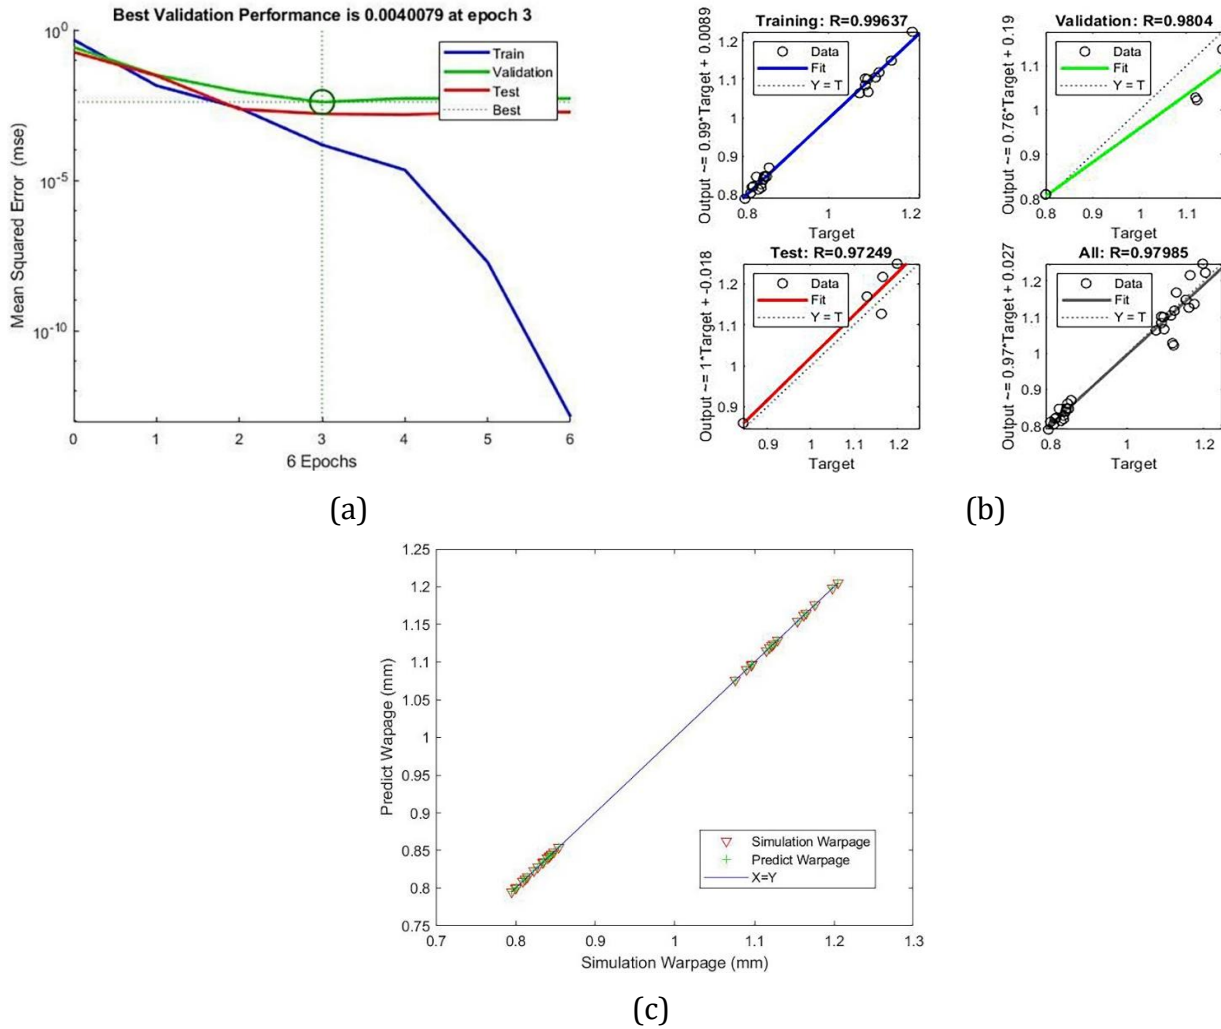 Best Validation Performance is 0.0040079 at epoch 3
Mean Squared Error (mse)
10^0
10^-5
10^-10
Train
Validation
Test
Best
0 1 2 3 4 5 6
6 Epochs
(a)
Training: R=0.99637
Output ~= 0.99*Target + 0.0089
1.2
1.1
1
0.9
0.8
Data
Fit
Y = T
0.8 1 1.2
Target
Validation: R=0.9804
Output ~= 0.76*Target + 0.19
1.1
1
0.9
0.8
Data
Fit
Y = T
0.8 0.9 1 1.1
Target
Test: R=0.97249
Output ~= 1*Target + -0.018
1.2
1.1
1
0.9
Data
Fit
Y = T
0.9 1 1.1 1.2
Target
All: R=0.97985
Output ~= 0.97*Target + 0.027
1.2
1.1
1
0.9
0.8
Data
Fit
Y = T
0.8 1 1.2
Target
(b)
Predict Wapage (mm)
1.25
1.2
1.15
1.1
1.05
1
0.95
0.9
0.85
0.8
0.75
Simulation Warpage
Predict Warpage
X=Y
0.7 0.8 0.9 1 1.1 1.2 1.3
Simulation Warpage (mm)
(c)